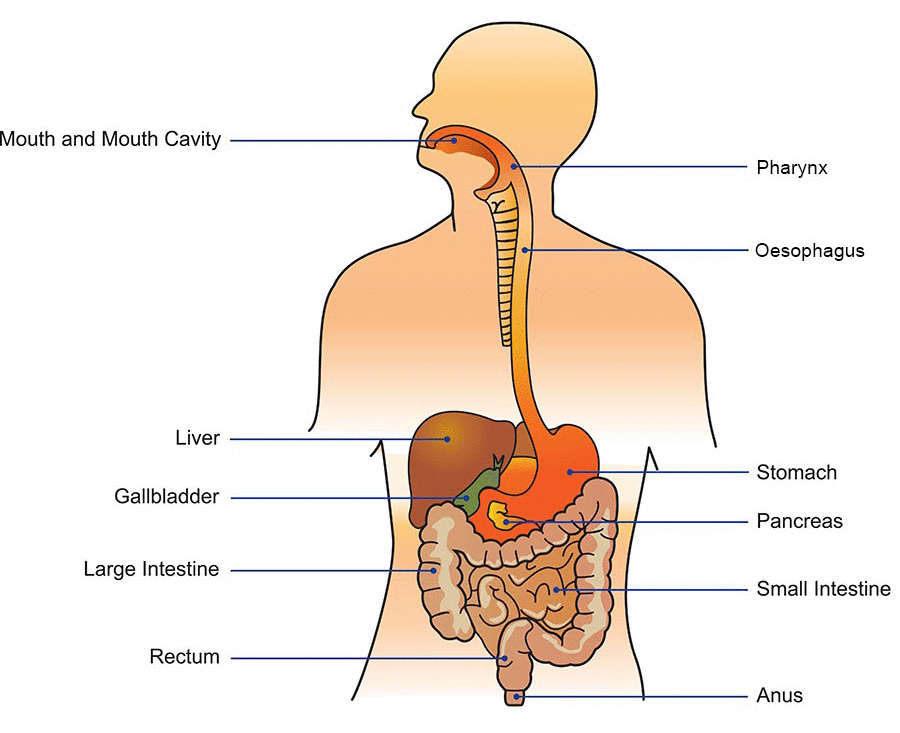 Mouth and Mouth Cavity
Pharynx
Oesophagus
Liver
Stomach
Gallbladder
Pancreas
Large Intestine
Small Intestine
Rectum
Anus